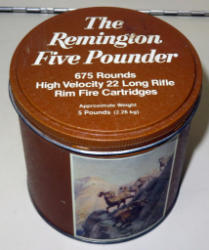 The
Remington
Five Pounder
675 Rounds
High Velocity 22 Long Rifle
Rim Fire Cartridges
Approximate Weight
5 Pounds (2.26 kg)